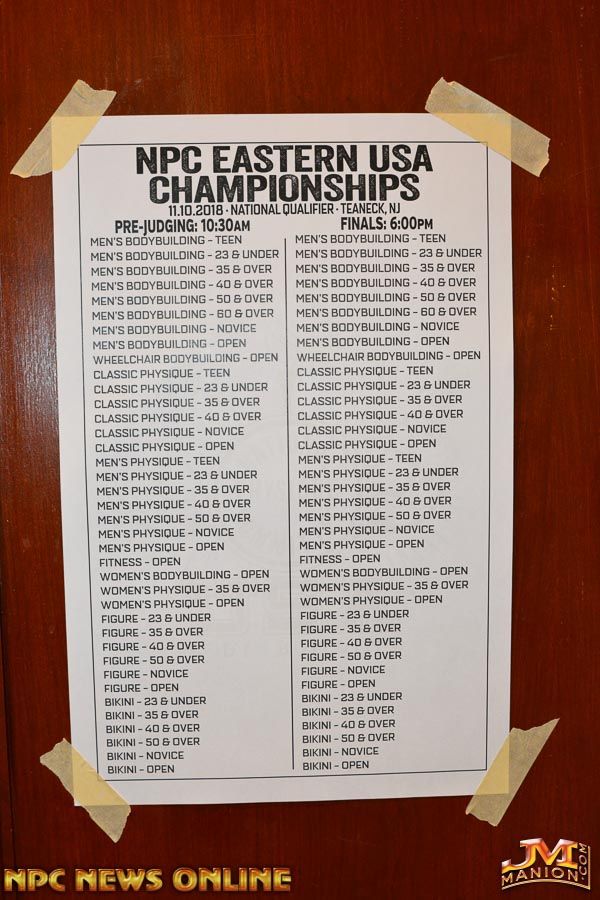 NPC EASTERN USA
CHAMPIONSHIPS
11.10.2018 · NATIONAL QUALIFIER · TEANECK, NJ
PRE-JUDGING: 10:30AM
MEN'S BODYBUILDING - TEEN
MEN'S BODYBUILDING - 23 & UNDER
MEN'S BODYBUILDING - 35 & OVER
MEN'S BODYBUILDING - 40 & OVER
MEN'S BODYBUILDING - 50 & OVER
MEN'S BODYBUILDING - 60 & OVER
MEN'S BODYBUILDING - NOVICE
MEN'S BODYBUILDING - OPEN
WHEELCHAIR BODYBUILDING - OPEN
CLASSIC PHYSIQUE - TEEN
CLASSIC PHYSIQUE - 23 & UNDER
CLASSIC PHYSIQUE - 35 & OVER
CLASSIC PHYSIQUE - 40 & OVER
CLASSIC PHYSIQUE - NOVICE
CLASSIC PHYSIQUE - OPEN
MEN'S PHYSIQUE - TEEN
MEN'S PHYSIQUE - 23 & UNDER
MEN'S PHYSIQUE - 35 & OVER
MEN'S PHYSIQUE - 40 & OVER
MEN'S PHYSIQUE - 50 & OVER
MEN'S PHYSIQUE - NOVICE
MEN'S PHYSIQUE - OPEN
FITNESS - OPEN
WOMEN'S BODYBUILDING - OPEN
WOMEN'S PHYSIQUE - 35 & OVER
WOMEN'S PHYSIQUE - OPEN
FIGURE - 23 & UNDER
FIGURE - 35 & OVER
FIGURE - 40 & OVER
FIGURE - 50 & OVER
FIGURE - NOVICE
FIGURE - OPEN
BIKINI - 23 & UNDER
BIKINI - 35 & OVER
BIKINI - 40 & OVER
BIKINI - 50 & OVER
BIKINI - NOVICE
BIKINI - OPEN
FINALS: 6:00PM
MEN'S BODYBUILDING - TEEN
MEN'S BODYBUILDING - 23 & UNDER
MEN'S BODYBUILDING - 35 & OVER
MEN'S BODYBUILDING - 40 & OVER
MEN'S BODYBUILDING - 50 & OVER
MEN'S BODYBUILDING - 60 & OVER
MEN'S BODYBUILDING - NOVICE
MEN'S BODYBUILDING - OPEN
WHEELCHAIR BODYBUILDING - OPEN
CLASSIC PHYSIQUE - TEEN
CLASSIC PHYSIQUE - 23 & UNDER
CLASSIC PHYSIQUE - 35 & OVER
CLASSIC PHYSIQUE - 40 & OVER
CLASSIC PHYSIQUE - NOVICE
CLASSIC PHYSIQUE - OPEN
MEN'S PHYSIQUE - TEEN
MEN'S PHYSIQUE - 23 & UNDER
MEN'S PHYSIQUE - 35 & OVER
MEN'S PHYSIQUE - 40 & OVER
MEN'S PHYSIQUE - 50 & OVER
MEN'S PHYSIQUE - NOVICE
MEN'S PHYSIQUE - OPEN
FITNESS - OPEN
WOMEN'S BODYBUILDING - OPEN
WOMEN'S PHYSIQUE - 35 & OVER
WOMEN'S PHYSIQUE - OPEN
FIGURE - 23 & UNDER
FIGURE - 35 & OVER
FIGURE - 40 & OVER
FIGURE - 50 & OVER
FIGURE - NOVICE
FIGURE - OPEN
BIKINI - 23 & UNDER
BIKINI - 35 & OVER
BIKINI - 40 & OVER
BIKINI - 50 & OVER
BIKINI - NOVICE
BIKINI - OPEN
NPC NEWS ONLINE
JM
MANION.COM